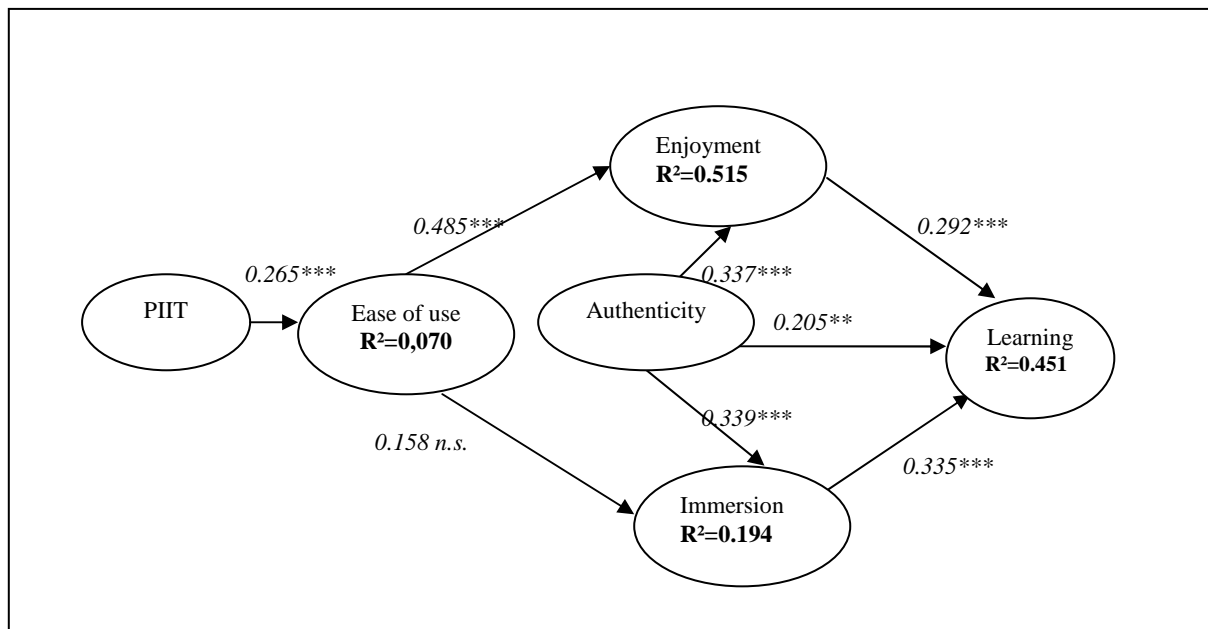 Enjoyment
R²=0.515
0.485***
0.292***
0.265***
0.337***
PIIT
Ease of use
R²=0,070
Authenticity
0.205**
Learning
R²=0.451
0.339***
0.158 n.s.
0.335***
Immersion
R²=0.194